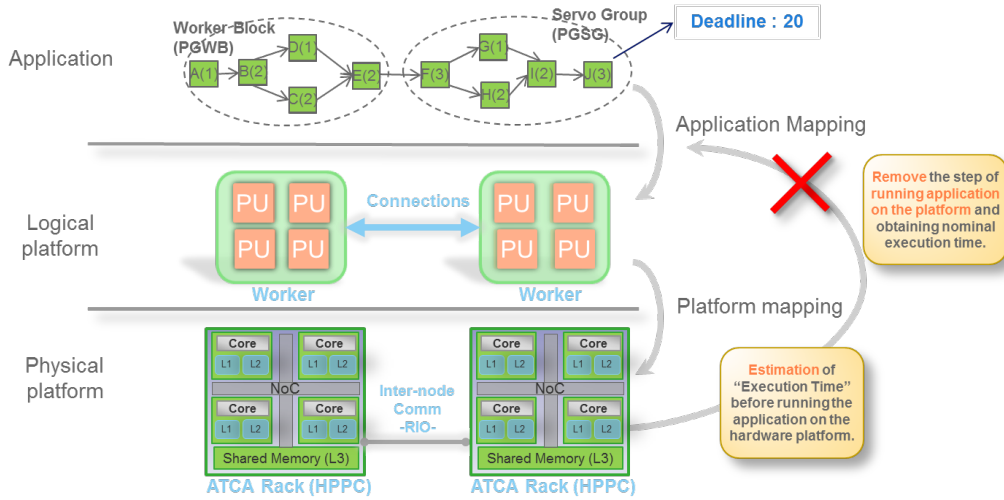 Application
Worker Block
(PGWB)
A(1)
B(2)
D(1)
C(2)
E(2)
Servo Group
(PGSG)
F(3)
G(1)
H(2)
I(2)
J(3)
Deadline : 20
Application Mapping
Remove the step of
running application
on the platform and
obtaining nominal
execution time.
Logical
platform
PU PU
PU PU
Worker
Connections
PU PU
PU PU
Worker
Platform mapping
Physical
platform
Core Core
L1 L2 L1 L2
NoC
Core Core
L1 L2 L1 L2
Shared Memory (L3)
ATCA Rack (HPPC)
Inter-node
Comm
-RIO-
Core Core
L1 L2 L1 L2
NoC
Core Core
L1 L2 L1 L2
Shared Memory (L3)
ATCA Rack (HPPC)
Estimation of
“Execution Time”
before running the
application on the
hardware platform.